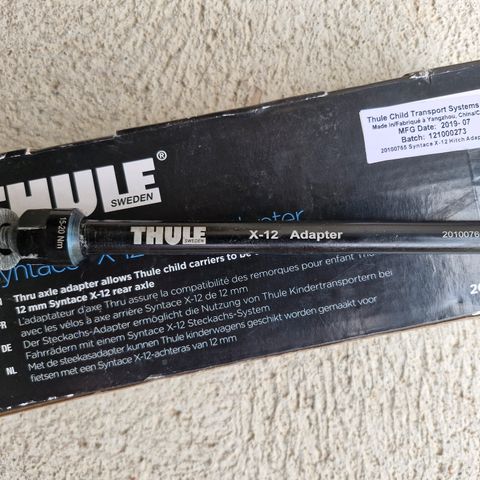 Thule Child Transport Systems
Made in/Fabriqué à Yangzhou, China/C
MFG Date: 2019- 07
Batch: 121000273
20100765 Syntace X-12 Hitch Adapt
THULE®
SWEDEN
15-20 Nm
THULE
SWEDEN
X-12 Adapter
2010076
Thru axle adapter allows Thule child carriers to be
12 mm Syntace X-12 rear axle
FR
L'adaptateur d'axe Thru assure la compatibilité des remorques pour enfant Th
avec les vélos à axe arrière Syntace X-12 de 12 mm
DE
Der Steckachs-Adapter ermöglicht die Nutzung von Thule Kindertransportern bei
Fahrrädern mit einem Syntace X-12 Steckachs-System.
NL
Met de steekasadapter kunnen Thule kinderwagens geschikt worden gemaakt voor
fietsen met een Syntace X-12-achteras van 12 mm